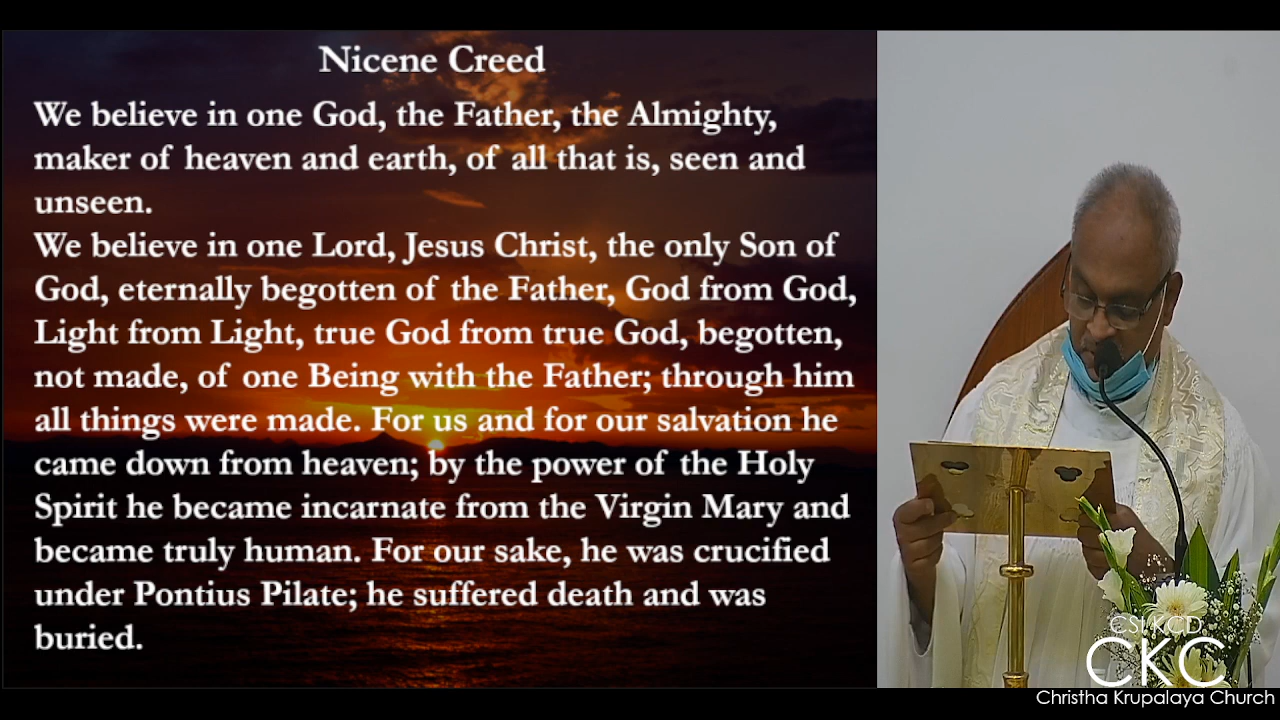 Nicene Creed
We believe in one God, the Father, the Almighty,
maker of heaven and earth, of all that is, seen and
unseen.
We believe in one Lord, Jesus Christ, the only Son of
God, eternally begotten of the Father, God from God,
Light from Light, true God from true God, begotten,
not made, of one Being with the Father; through him
all things were made. For us and for our salvation he
came down from heaven; by the power of the Holy
Spirit he became incarnate from the Virgin Mary and
became truly human. For our sake, he was crucified
under Pontius Pilate; he suffered death and was
buried.
CSI KCD
CKC
Christha Krupalaya Church